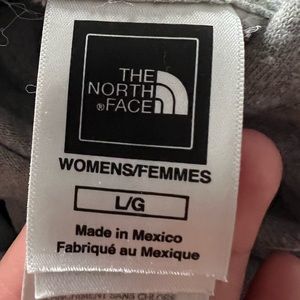 THE
NORTH
®FACE
WOMENS/FEMMES
L/G
Made in Mexico
Fabriqué au Mexique